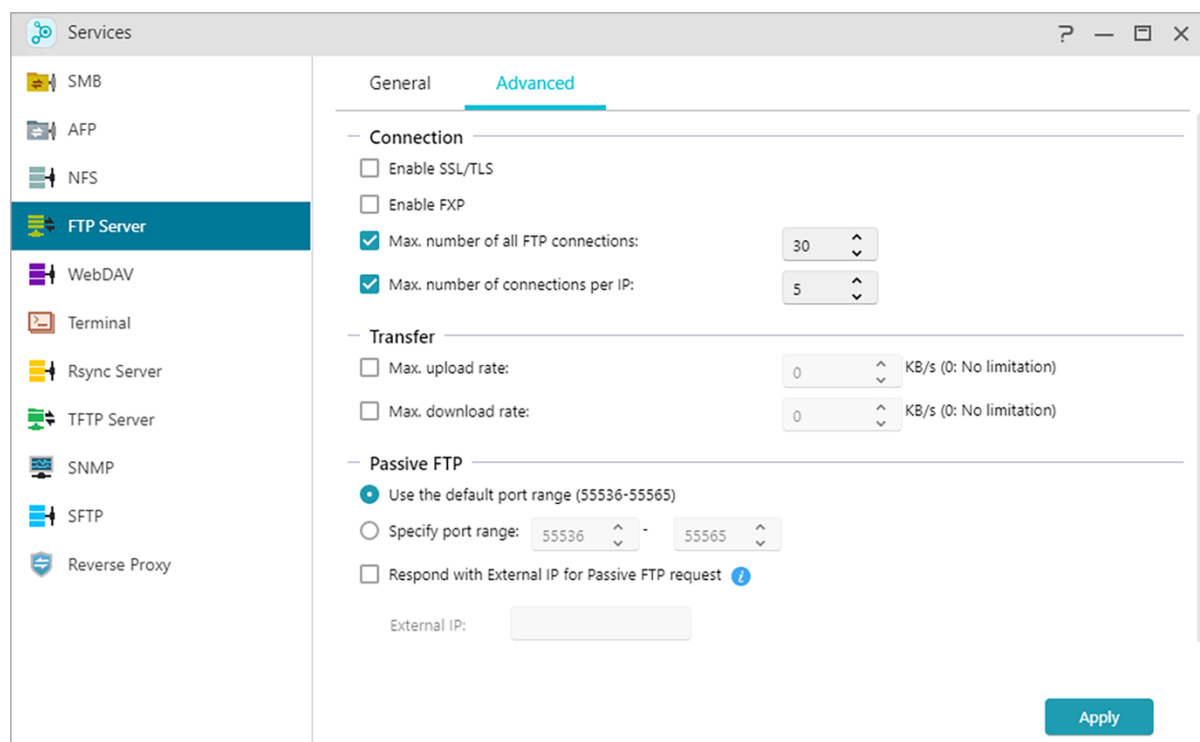 Services
SMB
AFP
NFS
FTP Server
WebDAV
Terminal
Rsync Server
TFTP Server
SNMP
SFTP
Reverse Proxy
General Advanced
Connection
Enable SSL/TLS
Enable FXP
Max. number of all FTP connections: 30
Max. number of connections per IP: 5
Transfer
Max. upload rate: 0 KB/s (0: No limitation)
Max. download rate: 0 KB/s (0: No limitation)
Passive FTP
Use the default port range (55536-55565)
Specify port range: 55536 - 55565
Respond with External IP for Passive FTP request i
External IP:
Apply